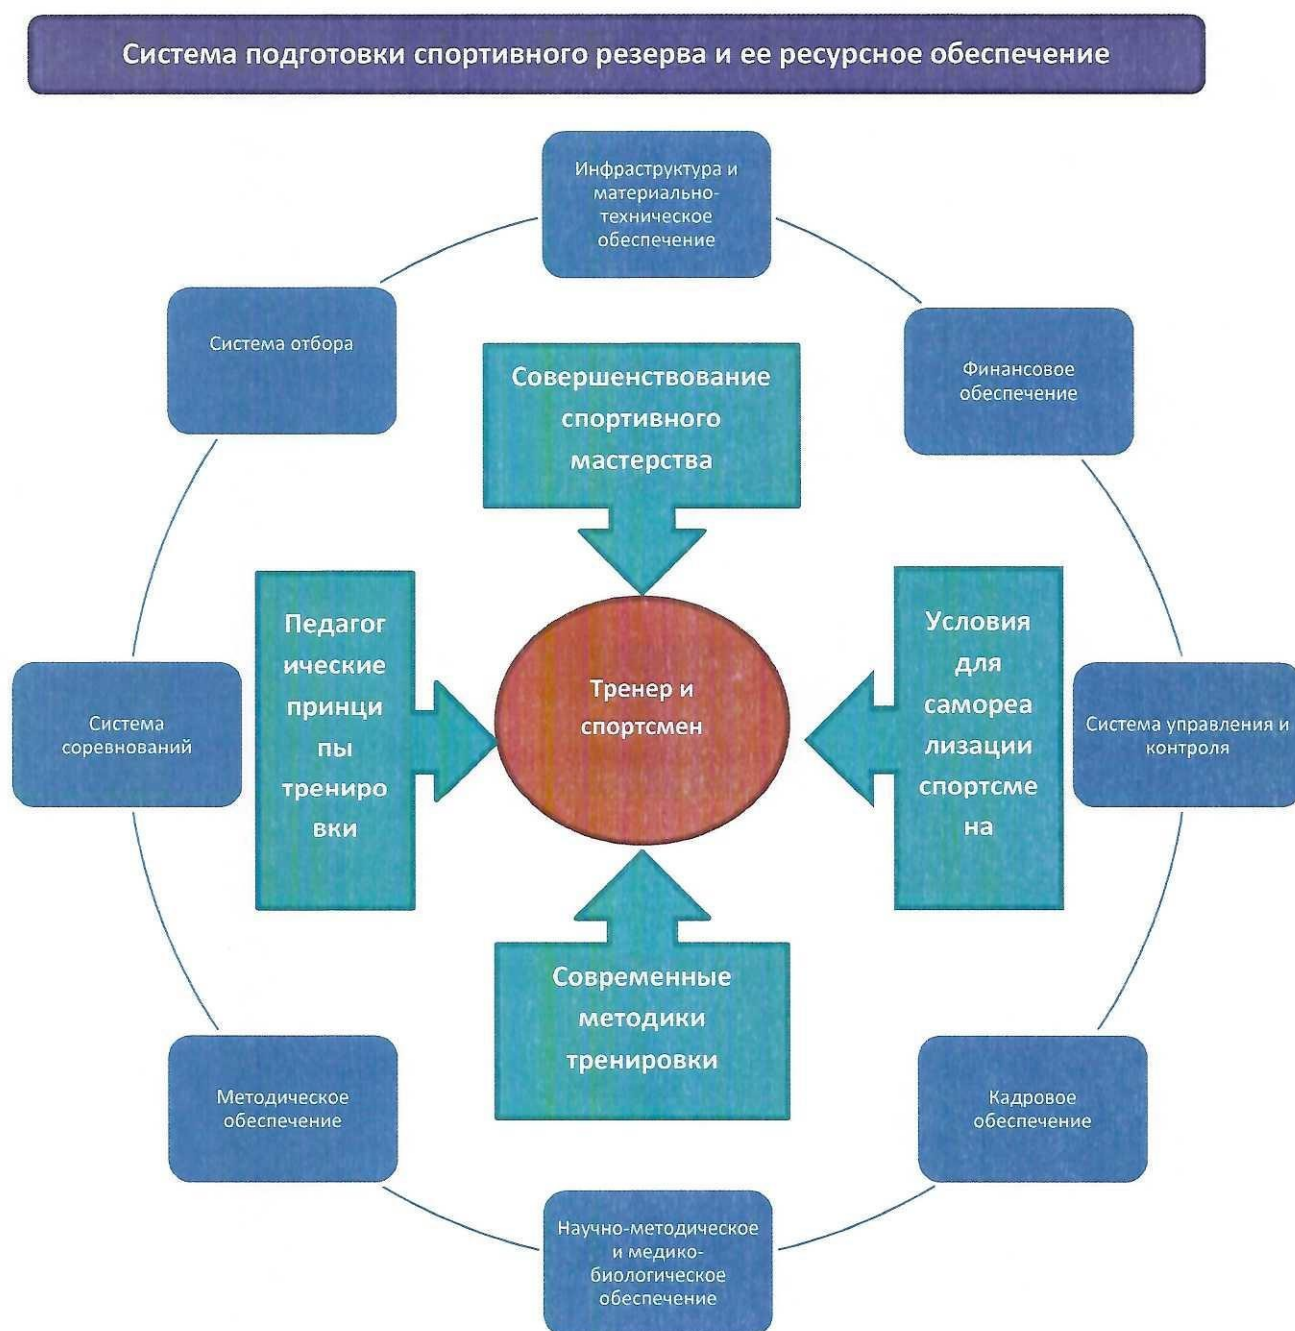 Система подготовки спортивного резерва и ее ресурсное обеспечение
Инфраструктура и
материально-
техническое
обеспечение
Система отбора
Финансовое
обеспечение
Совершенствование
спортивного
мастерства
Педагог
ические
принци
пы
трениро
вки
Тренер и
спортсмен
Условия
для
саморea
лизации
спортсме
на
Система
соревнований
Система управления и
контроля
Современные
методики
тренировки
Методическое
обеспечение
Кадровое
обеспечение
Научно-методическое
и медико-
биологическое
обеспечение